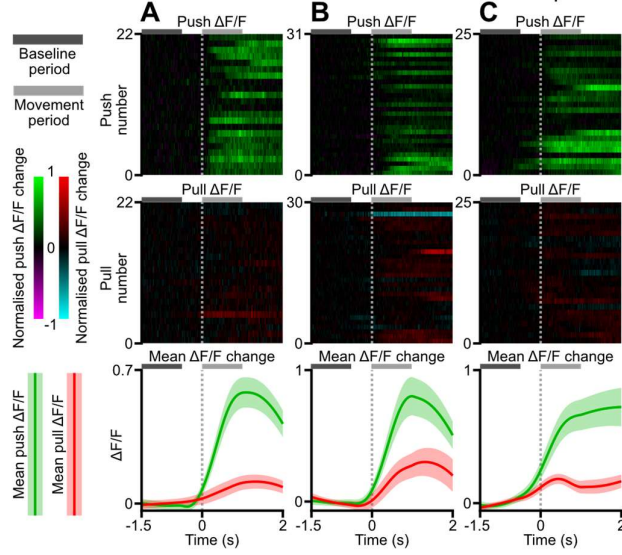 A
B
C
Push ΔF/F
Push ΔF/F
Push ΔF/F
Baseline
period
Movement
period
22
Push
number
0
31
0
25
0
Normalised push ΔF/F change
1
0
-1
Normalised pull ΔF/F change
Pull ΔF/F
Pull ΔF/F
Pull ΔF/F
22
Pull
number
0
30
0
25
0
Mean ΔF/F change
Mean ΔF/F change
Mean ΔF/F change
Mean push ΔF/F
Mean pull ΔF/F
0.7
ΔF/F
0
-1.5
0
2
Time (s)
1
0
-1.5
0
2
Time (s)
1
0
-1.5
0
2
Time (s)